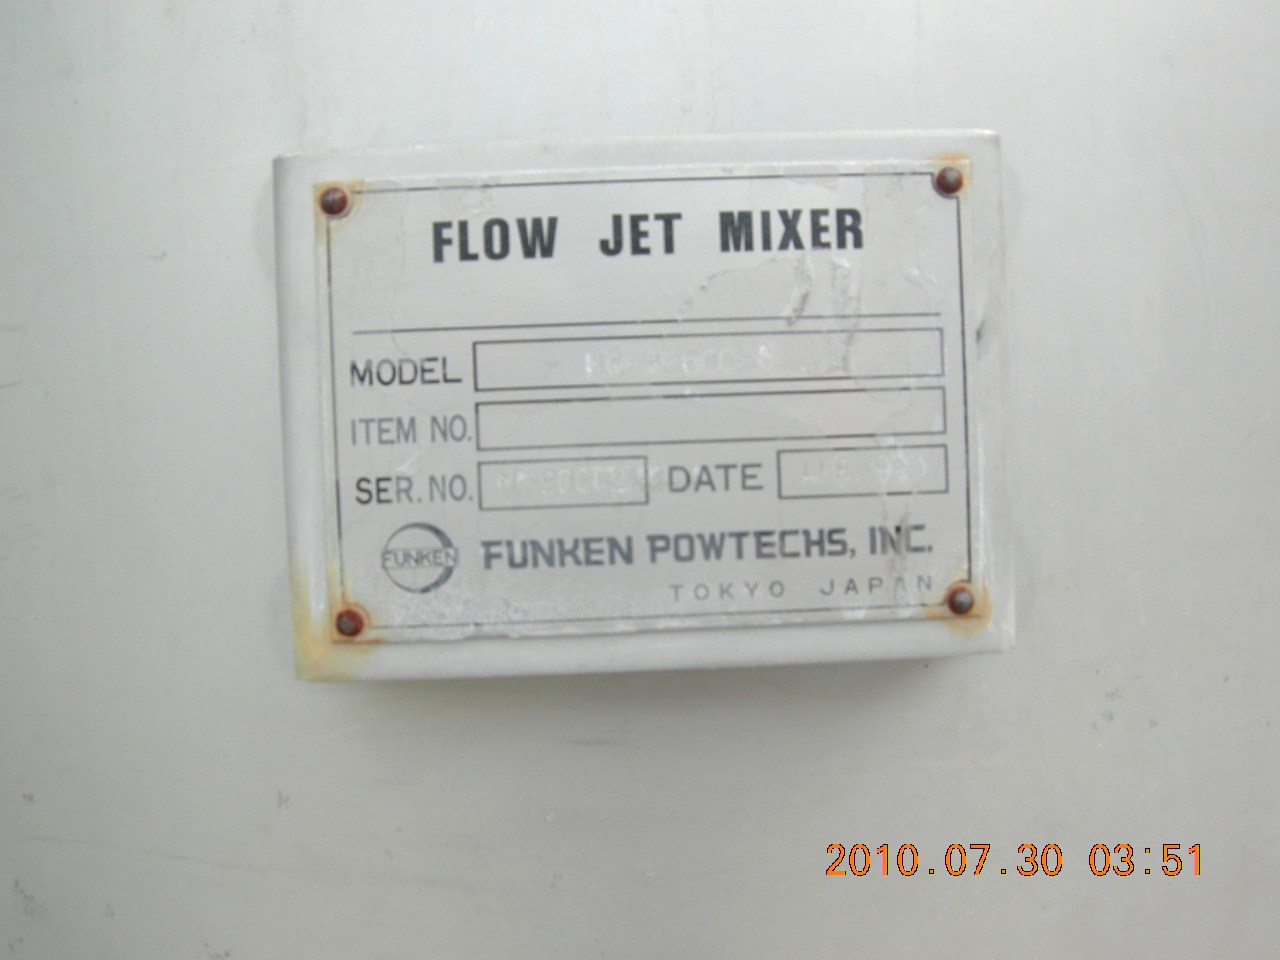 FLOW JET MIXER
MODEL
ITEM NO.
SER. NO. DATE
FUNKEN FUNKEN POWTECHS, INC.
TOKYO JAPAN
2010.07.30 03:51